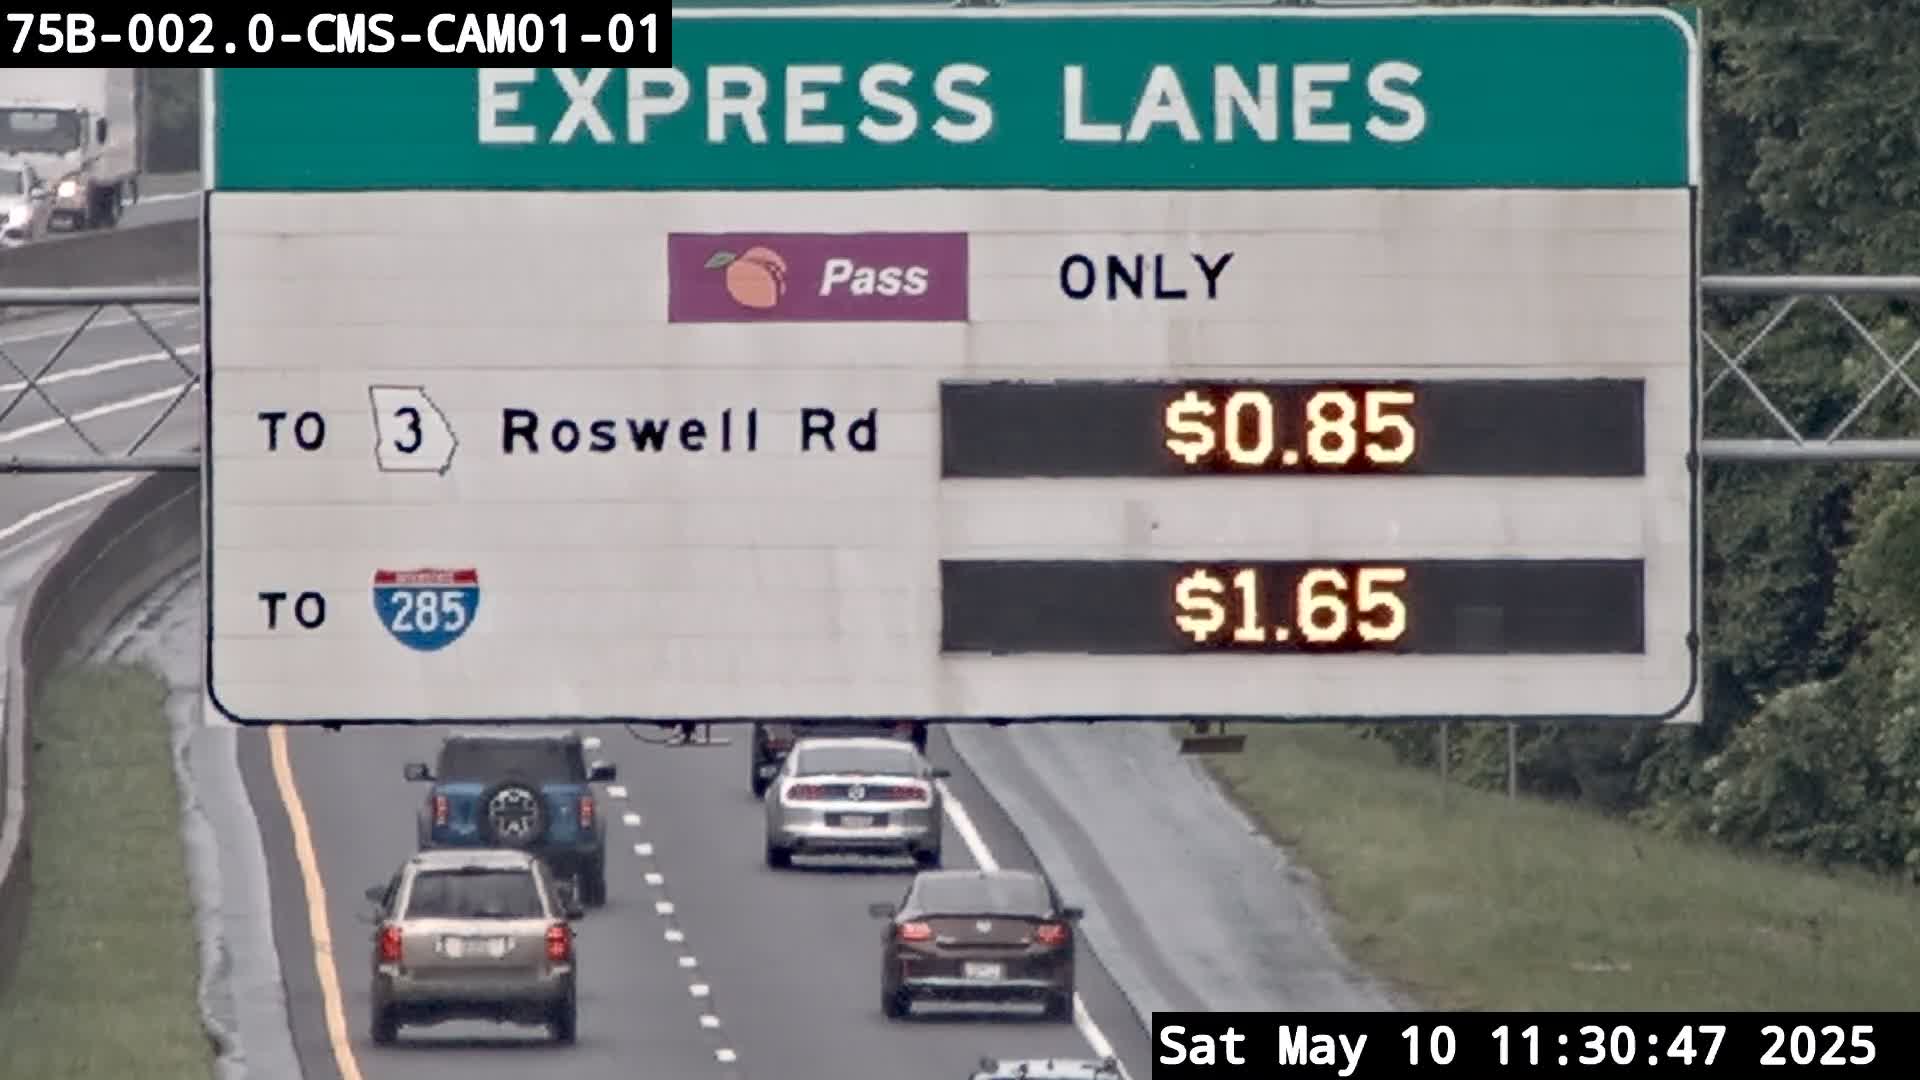 75B-002.0-CMS-CAM01-01
EXPRESS LANES
Pass ONLY
TO 3 Roswell Rd $0.85
TO 285 $1.65
Sat May 10 11:30:47 2025